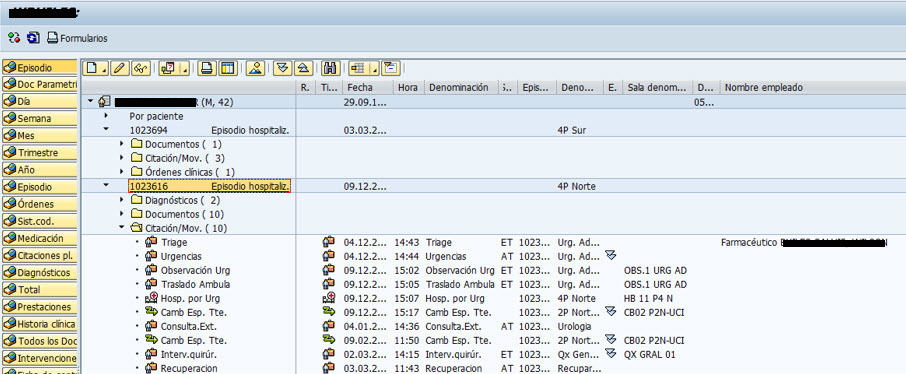 Formularios
Episodio
Doc Parametri
Día
Semana
Mes
Trimestre
Año
Episodio
Órdenes
Sist.cod.
Medicación
Citaciones pl.
Diagnósticos
Total
Prestaciones
Historia clínica
Todos los Doc
Intervencione
R. Ti... Fecha Hora Denominación Epis... Deno... E. Sala denom... D... Nombre empleado
(M, 42) 29.09.1... 05...
Por paciente
1023694 Episodio hospitaliz. 03.03.2... 4P Sur
Documentos ( 1)
Citación/Mov. ( 3)
Órdenes clínicas ( 1)
1023616 Episodio hospitaliz. 09.12.2... 4P Norte
Diagnósticos ( 2)
Documentos (10)
Citación/Mov. (10)
Triage 04.12.2... 14:43 Triage ET 1023... Urg. Ad... Farmacéutico
Urgencias 04.12.2... 14:44 Urgencias AT 1023... Urg. Ad...
Observación Urg 09.12.2... 15:02 Observación Urg ET 1023... Urg. Ad... OBS.1 URG AD
Traslado Ambula 09.12.2... 15:05 Traslado Ambula ET 1023... Urg. Ad... OBS.1 URG AD
Hosp. por Urg 09.12.2... 15:07 Hosp. por Urg 1023... 4P Norte HB 11 P4 N
Camb Esp. Tte. 09.12.2... 15:17 Camb Esp. Tte. 1023... 2P Nort... CB02 P2N-UCI
Consulta.Ext. 04.01.2... 14:36 Consulta.Ext. AT 1023... Urologia
Camb Esp. Tte. 09.02.2... 11:50 Camb Esp. Tte. 1023... 2P Nort... CB02 P2N-UCI
Interv.quirúr. 02.03.2... 14:15 Interv.quirúr. ET 1023... Qx Gen... QX GRAL 01
Recuperacion 03.03.2... 11:43 Recuperacion AT 1023... Recupar...